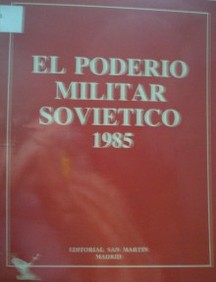 EL PODERIO
MILITAR
SOVIETICO
1985
EDITORIAL SAN MARTIN
MADRID